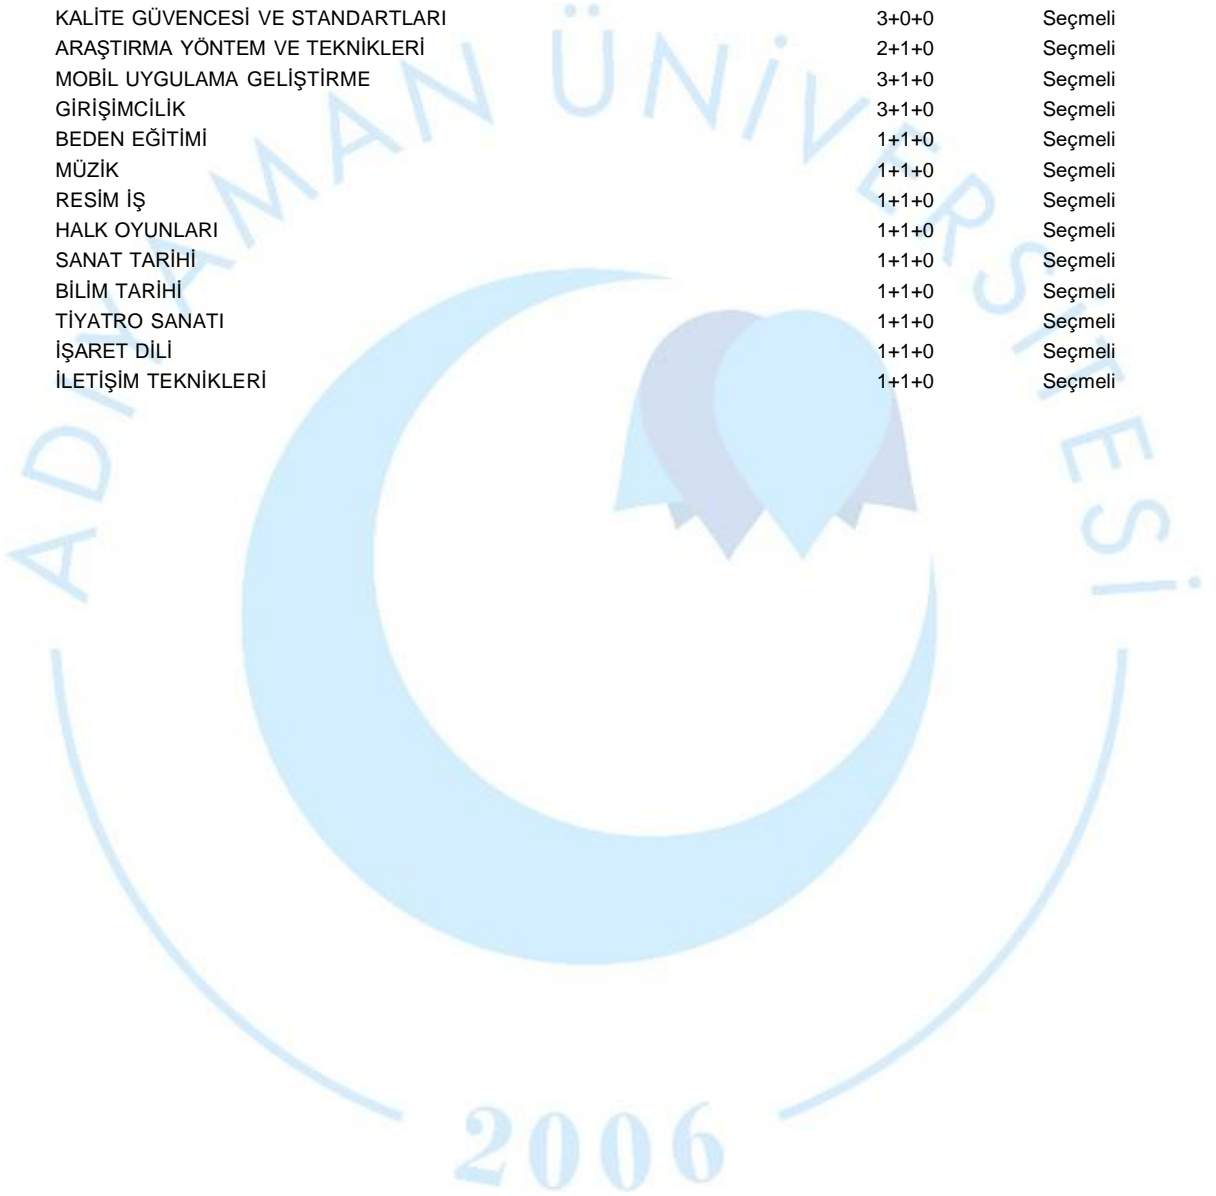 KALİTE GÜVENCESİ VE STANDARTLARI 3+0+0 Seçmeli
ARAŞTIRMA YÖNTEM VE TEKNİKLERİ 2+1+0 Seçmeli
MOBİL UYGULAMA GELİŞTİRME 3+1+0 Seçmeli
GİRİŞİMCİLİK 3+1+0 Seçmeli
BEDEN EĞİTİMİ 1+1+0 Seçmeli
MÜZİK 1+1+0 Seçmeli
RESİM İŞ 1+1+0 Seçmeli
HALK OYUNLARI 1+1+0 Seçmeli
SANAT TARİHİ 1+1+0 Seçmeli
BİLİM TARİHİ 1+1+0 Seçmeli
TİYATRO SANATI 1+1+0 Seçmeli
İŞARET DİLİ 1+1+0 Seçmeli
İLETİŞİM TEKNİKLERİ 1+1+0 Seçmeli
ADIYAMAN ÜNİVERSİTESİ
2006